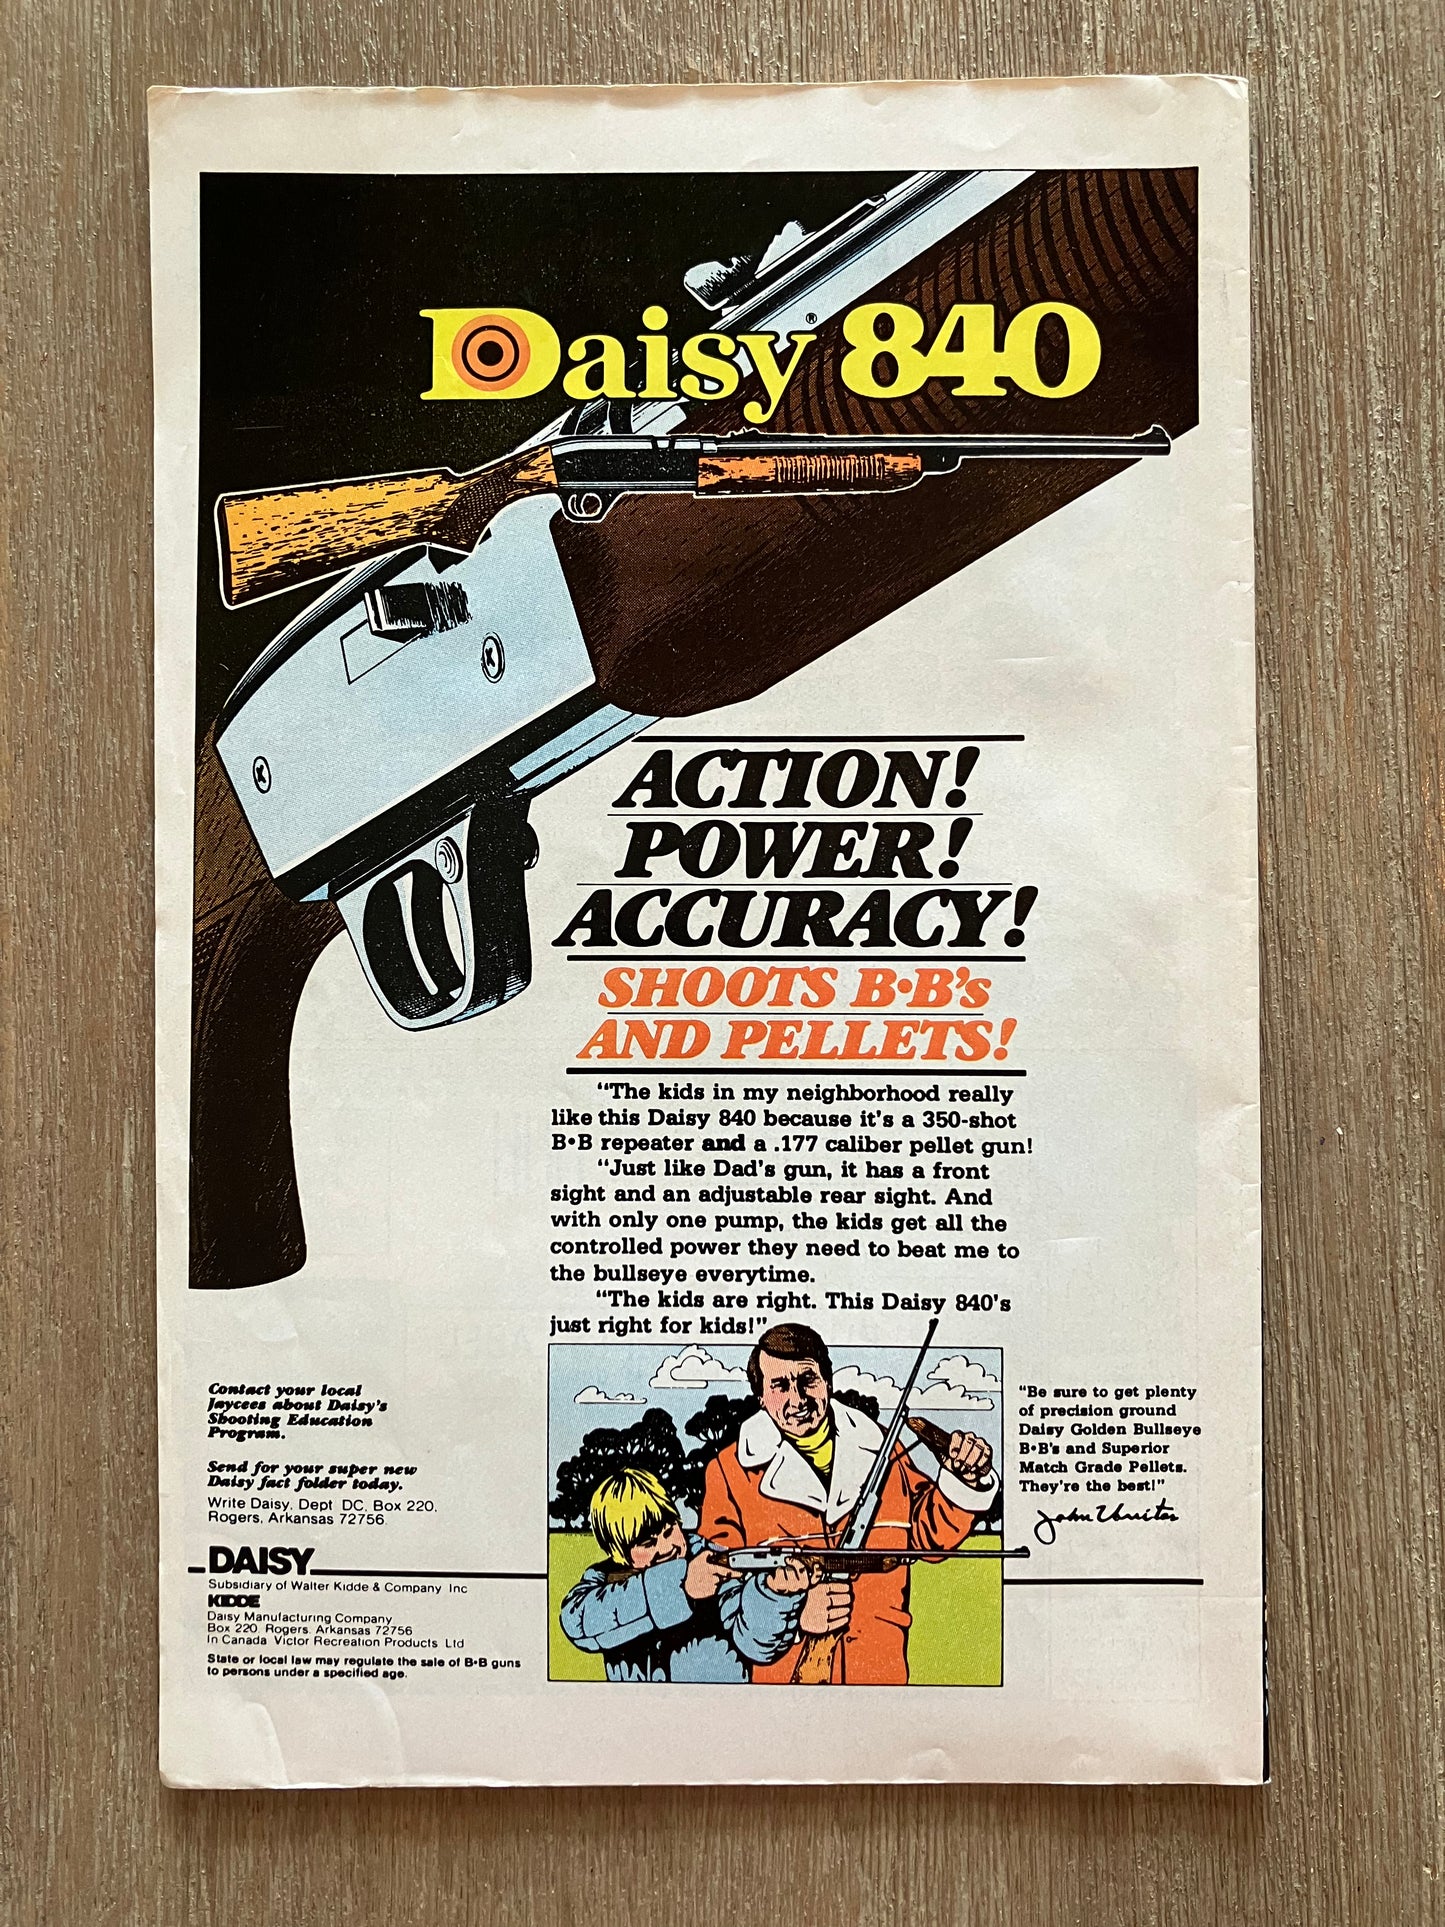 Daisy® 840
ACTION!
POWER!
ACCURACY!
SHOOTS B•B's
AND PELLETS!
"The kids in my neighborhood really
like this Daisy 840 because it's a 350-shot
B•B repeater and a .177 caliber pellet gun!
"Just like Dad's gun, it has a front
sight and an adjustable rear sight. And
with only one pump, the kids get all the
controlled power they need to beat me to
the bullseye everytime.
"The kids are right. This Daisy 840's
just right for kids!"
"Be sure to get plenty
of precision ground
Daisy Golden Bullseye
B•B's and Superior
Match Grade Pellets.
They're the best!"
Contact your local
Jaycees about Daisy's
Shooting Education
Program.
Send for your super new
Daisy fact folder today.
Write Daisy, Dept DC, Box 220,
Rogers, Arkansas 72756.
DAISY
Subsidiary of Walter Kidde & Company Inc
KIDDE
Daisy Manufacturing Company
Box 220 Rogers Arkansas 72756
In Canada Victor Recreation Products Ltd
State or local law may regulate the sale of B•B guns
to persons under a specified age.